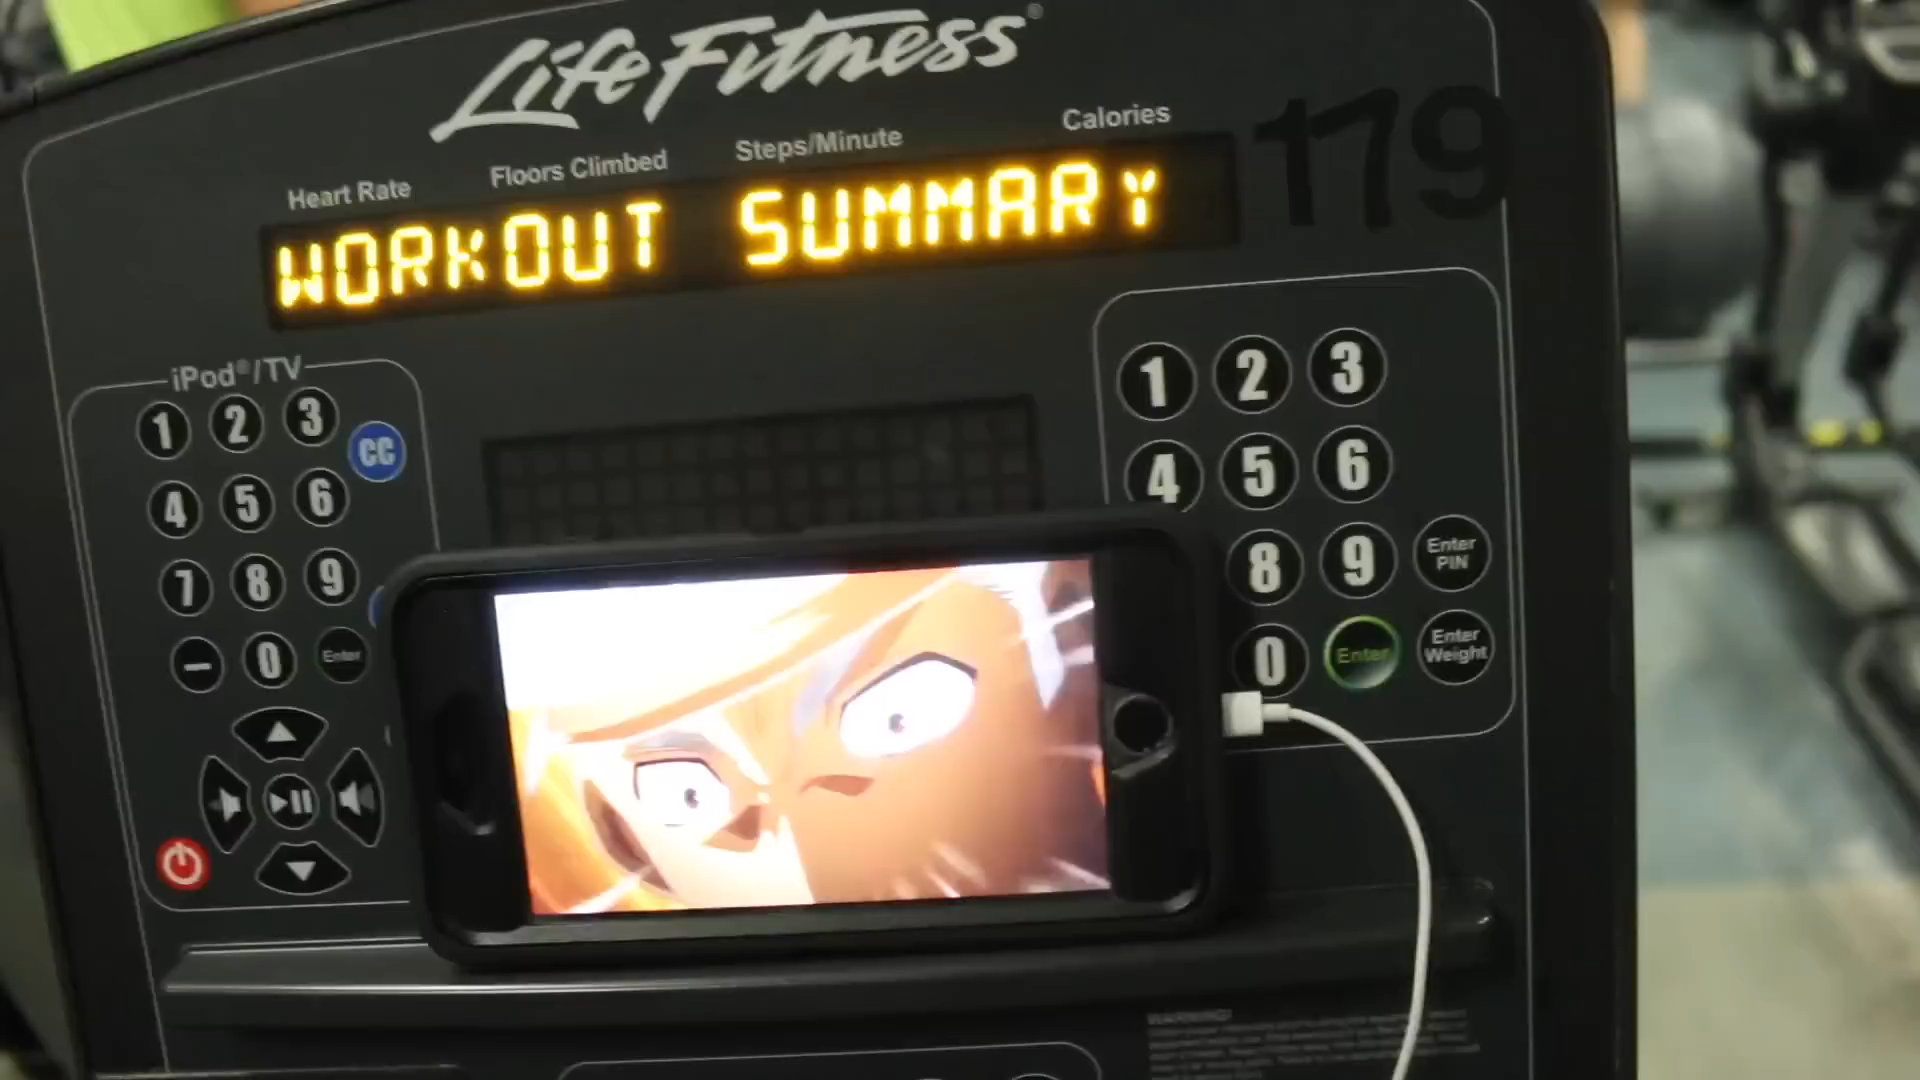 LifeFitness®
Heart Rate Floors Climbed Steps/Minute Calories
179
WORKOUT SUMMARY
iPod®/TV
1 2 3
CC
4 5 6
7 8 9
0 Enter
1 2 3
4 5 6
8 9 Enter PIN
0 Enter Enter Weight
WARNING!